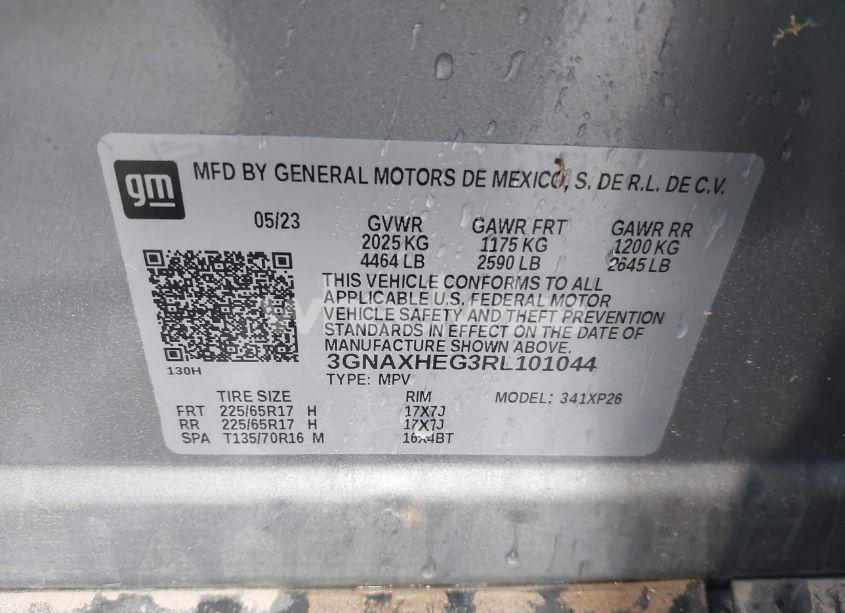 gm
MFD BY GENERAL MOTORS DE MEXICO, S. DE R.L. DE C.V.
05/23 GVWR GAWR FRT GAWR RR
2025 KG 1175 KG 1200 KG
4464 LB 2590 LB 2645 LB
THIS VEHICLE CONFORMS TO ALL
APPLICABLE U.S. FEDERAL MOTOR
VEHICLE SAFETY AND THEFT PREVENTION
STANDARDS IN EFFECT ON THE DATE OF
MANUFACTURE SHOWN ABOVE.
3GNAXHEG3RL101044
130H
TYPE: MPV
TIRE SIZE RIM MODEL: 341XP26
FRT 225/65R17 H 17X7J
RR 225/65R17 H 17X7J
SPA T135/70R16 M 16X4BT